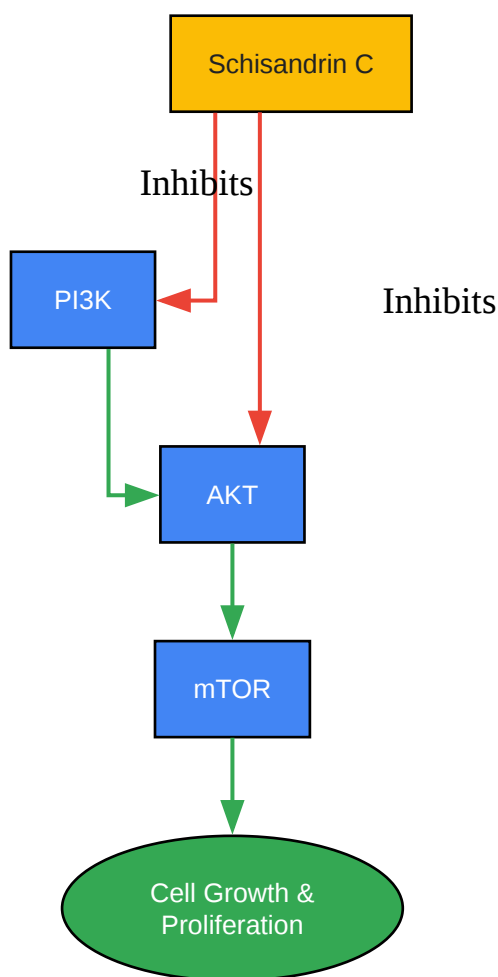 Schisandrin C
Inhibits
PI3K
Inhibits
AKT
mTOR
Cell Growth &
Proliferation